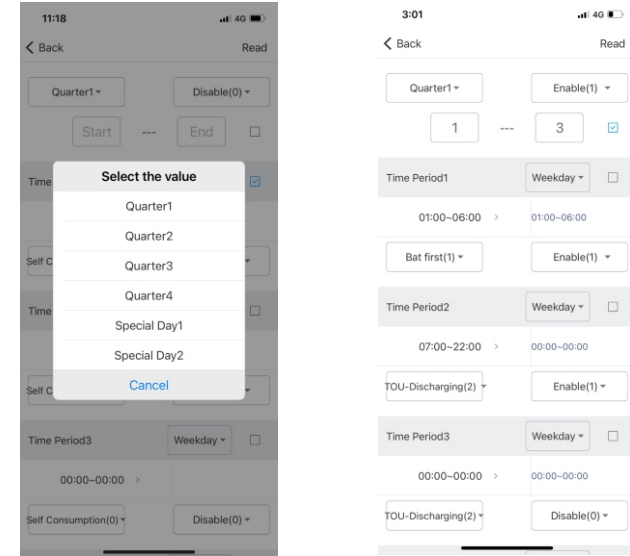 11:18 4G
Back Read
Quarter1 Disable(0)
Start --- End
Time
Select the value
Quarter1
Quarter2
Quarter3
Quarter4
Special Day1
Special Day2
Cancel
Self C
Time
Self C
Time Period3 Weekday
00:00~00:00 >
Self Consumption(0) Disable(0)
3:01 4G
Back Read
Quarter1 Enable(1)
1 --- 3
Time Period1 Weekday
01:00~06:00 > 01:00~06:00
Bat first(1) Enable(1)
Time Period2 Weekday
07:00~22:00 > 00:00~00:00
TOU-Discharging(2) Enable(1)
Time Period3 Weekday
00:00~00:00 > 00:00~00:00
TOU-Discharging(2) Disable(0)